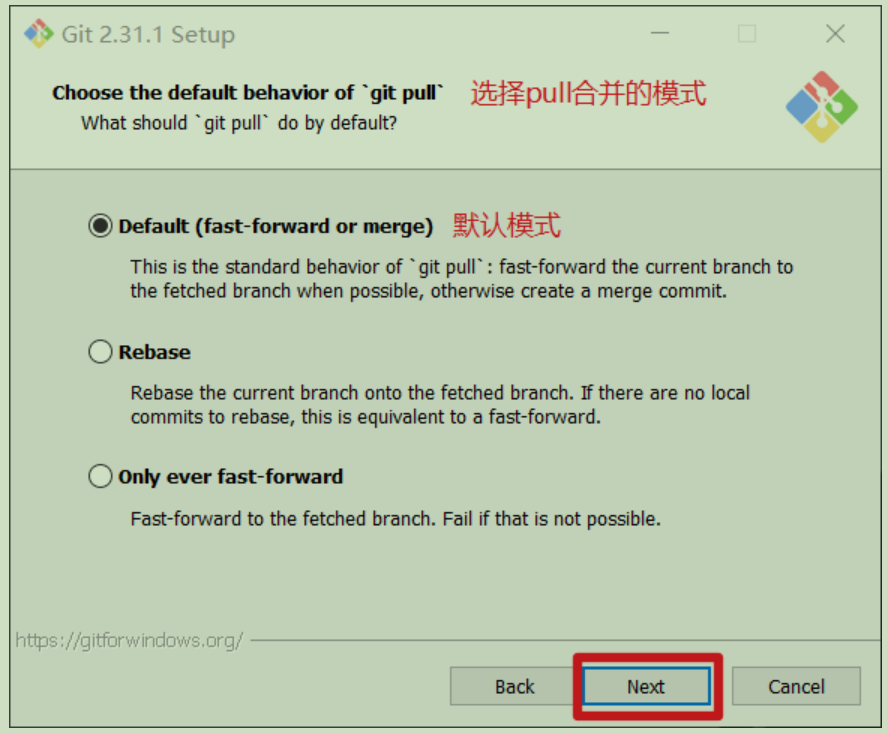 Git 2.31.1 Setup
Choose the default behavior of `git pull` 选择pull合并的模式
What should `git pull` do by default?
Default (fast-forward or merge) 默认模式
This is the standard behavior of `git pull`: fast-forward the current branch to
the fetched branch when possible, otherwise create a merge commit.
Rebase
Rebase the current branch onto the fetched branch. If there are no local
commits to rebase, this is equivalent to a fast-forward.
Only ever fast-forward
Fast-forward to the fetched branch. Fail if that is not possible.
https://gitforwindows.org/
Back Next Cancel